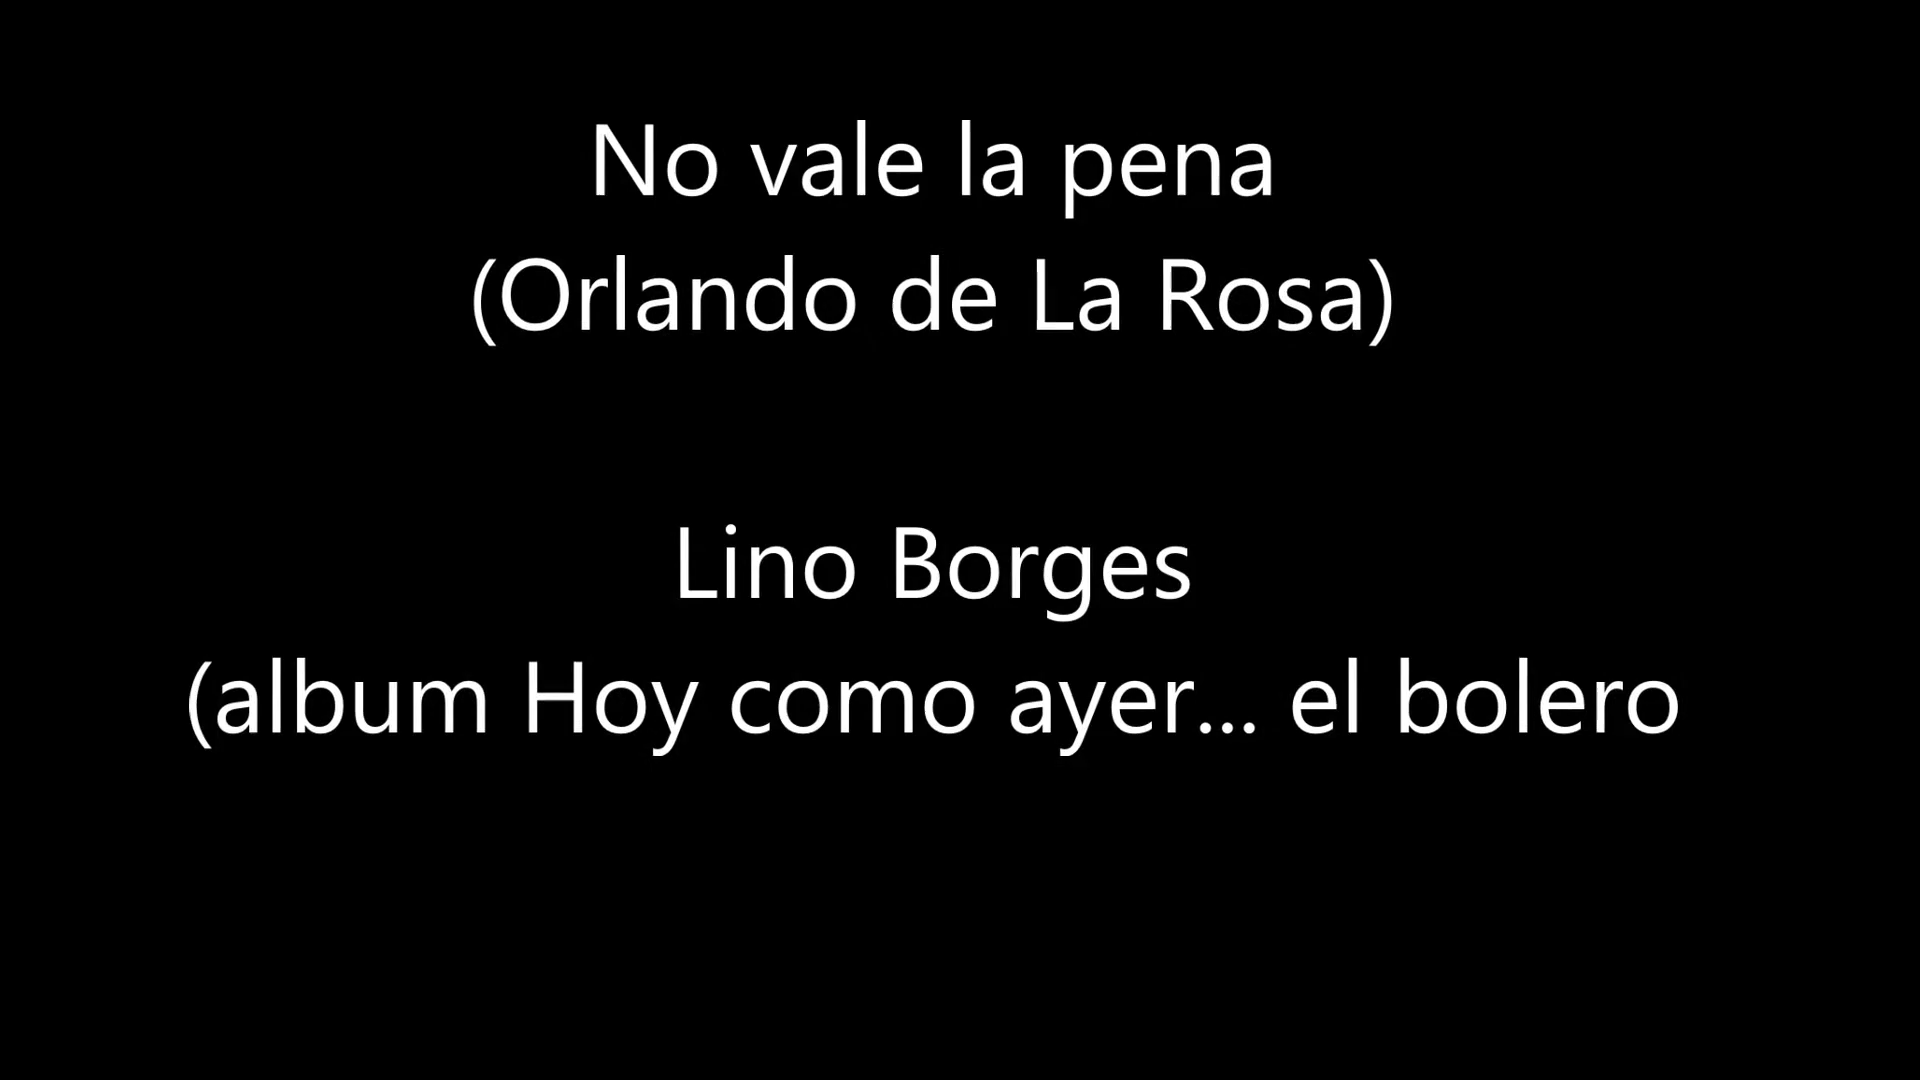 No vale la pena
(Orlando de La Rosa)
Lino Borges
(album Hoy como ayer... el bolero